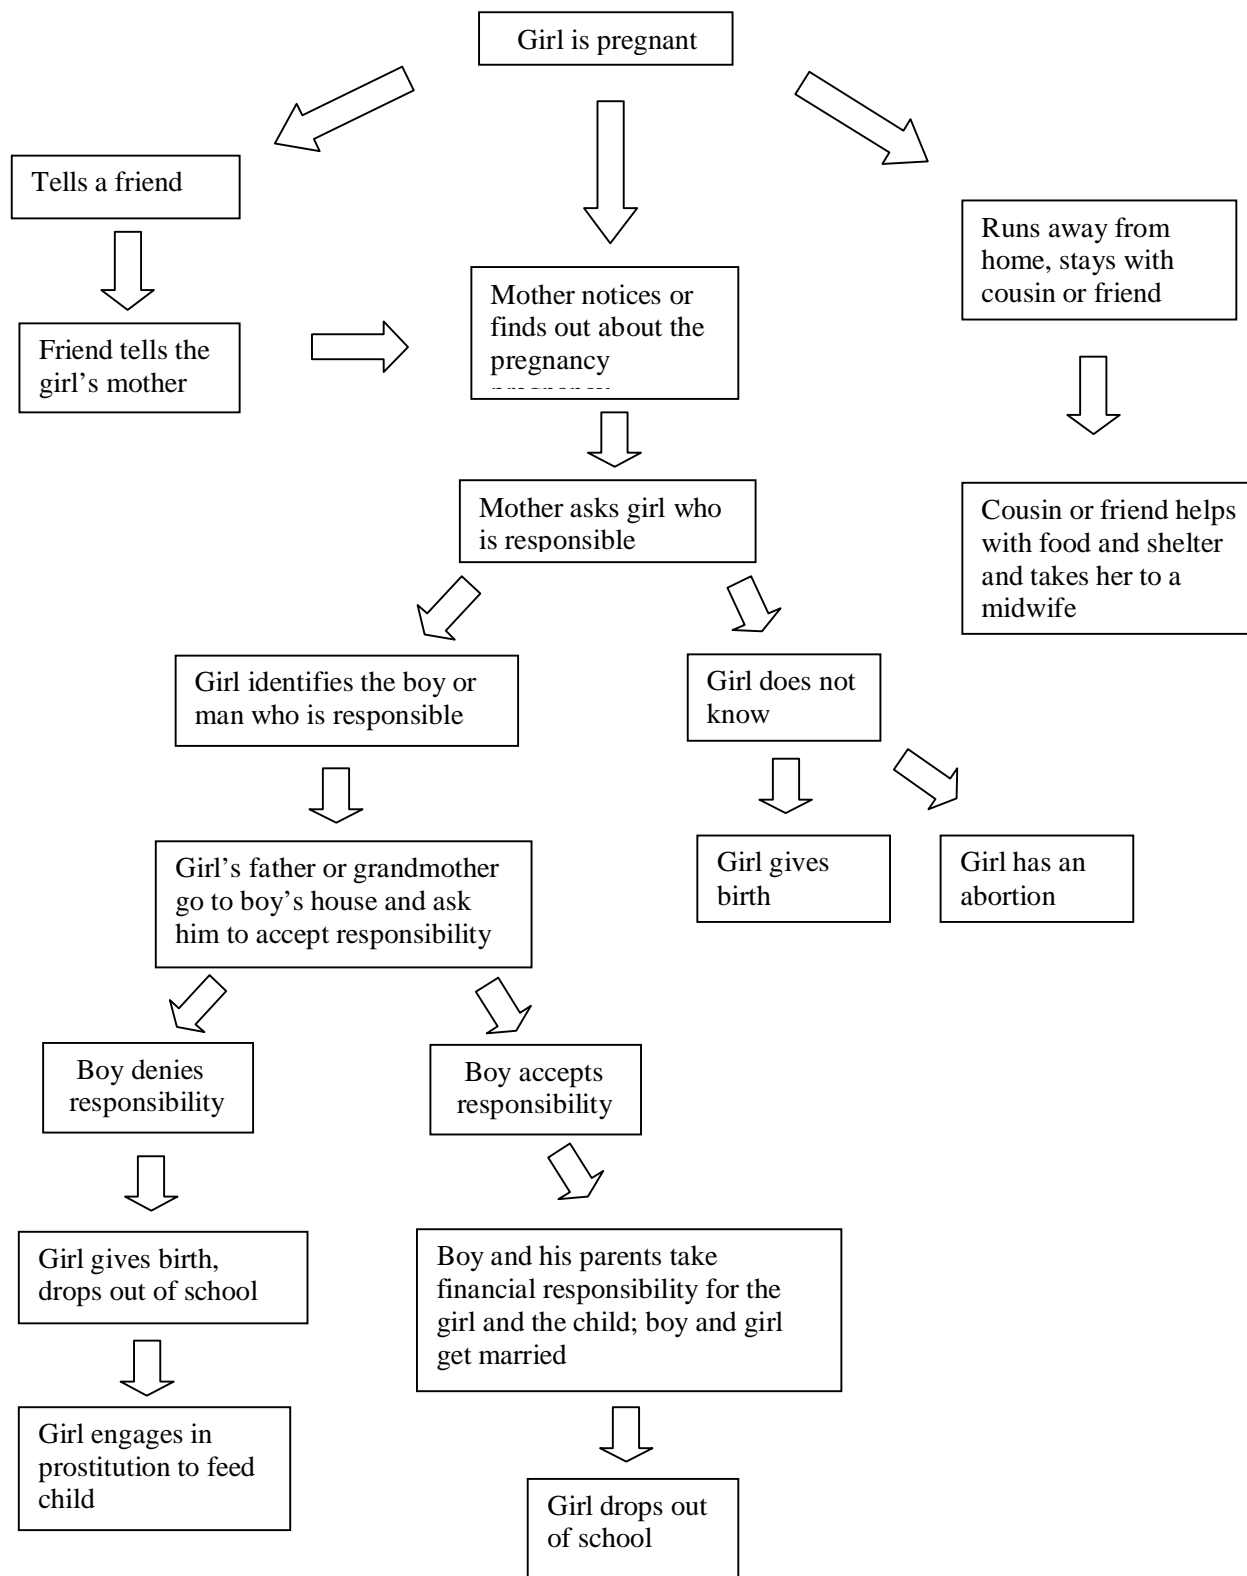 Girl is pregnant
Tells a friend
Runs away from
home, stays with
cousin or friend
Mother notices or
finds out about the
pregnancy
Friend tells the
girl’s mother
Mother asks girl who
is responsible
Cousin or friend helps
with food and shelter
and takes her to a
midwife
Girl identifies the boy or
man who is responsible
Girl does not
know
Girl’s father or grandmother
go to boy’s house and ask
him to accept responsibility
Girl gives
birth
Girl has an
abortion
Boy denies
responsibility
Boy accepts
responsibility
Girl gives birth,
drops out of school
Boy and his parents take
financial responsibility for the
girl and the child; boy and girl
get married
Girl engages in
prostitution to feed
child
Girl drops out
of school